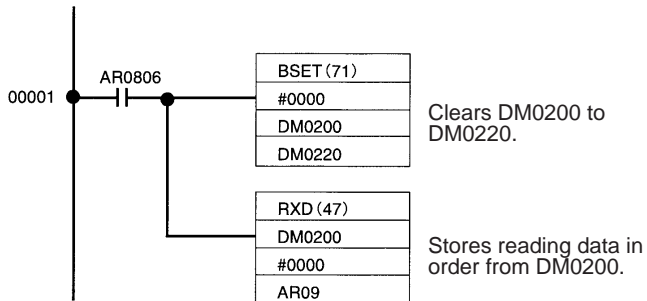 AR0806
00001
BSET(71)
#0000
DM0200
DM0220
Clears DM0200 to
DM0220.
RXD(47)
DM0200
#0000
AR09
Stores reading data in
order from DM0200.